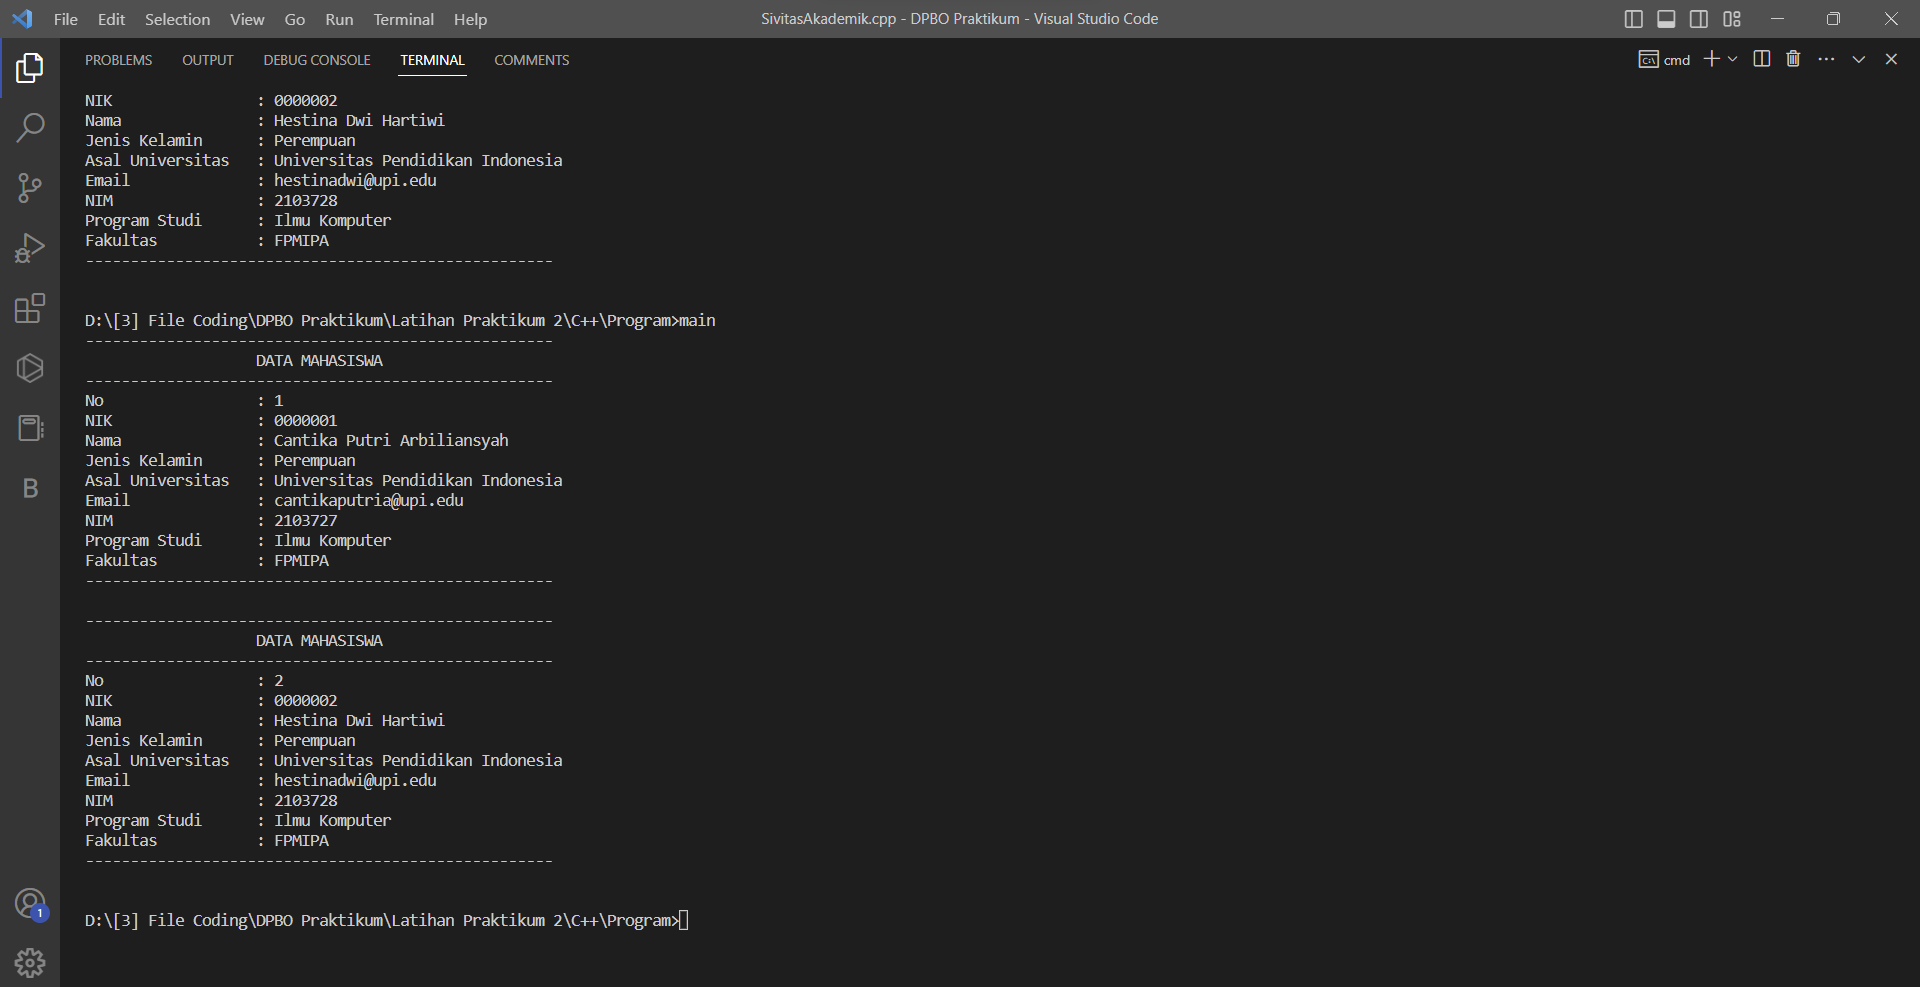 File Edit Selection View Go Run Terminal Help SivitasAkademik.cpp - DPBO Praktikum - Visual Studio Code
PROBLEMS OUTPUT DEBUG CONSOLE TERMINAL COMMENTS cmd
NIK : 0000002
Nama : Hestina Dwi Hartiwi
Jenis Kelamin : Perempuan
Asal Universitas : Universitas Pendidikan Indonesia
Email : hestinadwi@upi.edu
NIM : 2103728
Program Studi : Ilmu Komputer
Fakultas : FPMIPA
----------------------------------------------------
D:\[3] File Coding\DPBO Praktikum\Latihan Praktikum 2\C++\Program>main
----------------------------------------------------
DATA MAHASISWA
----------------------------------------------------
No : 1
NIK : 0000001
Nama : Cantika Putri Arbiliansyah
Jenis Kelamin : Perempuan
Asal Universitas : Universitas Pendidikan Indonesia
Email : cantikaputria@upi.edu
NIM : 2103727
Program Studi : Ilmu Komputer
Fakultas : FPMIPA
----------------------------------------------------
----------------------------------------------------
DATA MAHASISWA
----------------------------------------------------
No : 2
NIK : 0000002
Nama : Hestina Dwi Hartiwi
Jenis Kelamin : Perempuan
Asal Universitas : Universitas Pendidikan Indonesia
Email : hestinadwi@upi.edu
NIM : 2103728
Program Studi : Ilmu Komputer
Fakultas : FPMIPA
----------------------------------------------------
D:\[3] File Coding\DPBO Praktikum\Latihan Praktikum 2\C++\Program>
B
1